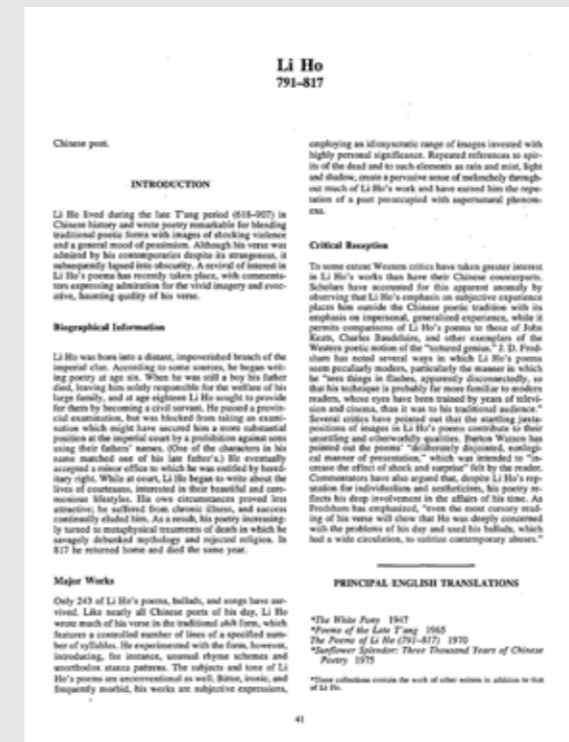 Li Ho
791–817
Chinese poet.
INTRODUCTION
Li Ho lived during the late T'ang period (618–907) in
Chinese history and wrote poetry remarkable for blending
traditional poetic forms with images of shocking violence
and a general mood of pessimism. Although his verse was
admired by his contemporaries despite its strangeness, it
subsequently lapsed into obscurity. A revival of interest in
Li Ho's poems has recently taken place, with commenta-
tors expressing admiration for the vivid imagery and evoc-
ative, haunting quality of his verse.
Biographical Information
Li Ho was born into a distant, impoverished branch of the
imperial clan. According to some sources, he began writ-
ing poetry at age six. When he was still a boy his father
died, leaving him solely responsible for the welfare of his
large family, and at age eighteen Li Ho sought to provide
for them by becoming a civil servant. He passed a provin-
cial examination, but was blocked from taking an exami-
nation which might have secured him a more substantial
position at the imperial court by a prohibition against sons
using their fathers' names. (One of the characters in his
name matched one of his late father's.) He eventually
accepted a minor office to which he was entitled by hered-
itary right. While at court, Li Ho began to write about the
lives of courtesans, interested in their beautiful and cere-
monious lifestyles. His own circumstances proved less
attractive; he suffered from chronic illness, and success
continually eluded him. As a result, his poetry increasing-
ly turned to metaphysical treatments of death in which he
savagely debunked mythology and rejected religion. In
817 he returned home and died the same year.
Major Works
Only 243 of Li Ho's poems, ballads, and songs have sur-
vived. Like nearly all Chinese poets of his day, Li Ho
wrote much of his verse in the traditional shih form, which
features a controlled number of lines of a specified num-
ber of syllables. He experimented with the form, however,
introducing, for instance, unusual rhyme schemes and
unorthodox stanza patterns. The subjects and tone of Li
Ho's poems are unconventional as well. Bitter, ironic, and
frequently morbid, his works are subjective expressions,
employing an idiosyncratic range of images invested with
highly personal significance. Repeated references to spir-
its of the dead and to such elements as rain and mist, light
and shadow, create a pervasive sense of melancholy through-
out much of Li Ho's work and have earned him the repu-
tation of a poet preoccupied with supernatural phenom-
ena.
Critical Reception
To some extent Western critics have taken greater interest
in Li Ho's works than have their Chinese counterparts.
Scholars have accounted for this apparent anomaly by
observing that Li Ho's emphasis on subjective experience
places him outside the Chinese poetic tradition with its
emphasis on impersonal, generalized experience, while it
permits comparisons of Li Ho's poems to those of John
Keats, Charles Baudelaire, and other exemplars of the
Western poetic notion of the "tortured genius." J. D. Frod-
sham has noted several ways in which Li Ho's poems
seem peculiarly modern, particularly the manner in which
he "sees things in flashes, apparently disconnectedly, so
that his technique is probably far more familiar to modern
readers, whose eyes have been trained by years of televi-
sion and cinema, than it was to his traditional audience."
Several critics have pointed out that the startling juxta-
positions of images in Li Ho's poems contribute to their
unsettling and otherworldly qualities. Burton Watson has
pointed out the poems' "deliberately disjointed, nonlogi-
cal manner of presentation," which was intended to "in-
crease the effect of shock and surprise" felt by the reader.
Commentators have also argued that, despite Li Ho's rep-
utation for individualism and aestheticism, his poetry re-
flects his deep involvement in the affairs of his time. As
Frodsham has emphasized, "even the most cursory read-
ing of his verse will show that Ho was deeply concerned
with the problems of his day and used his ballads, which
had a wide circulation, to satirize contemporary abuses."
PRINCIPAL ENGLISH TRANSLATIONS
*The White Pony 1947
*Poems of the Late T'ang 1965
The Poems of Li Ho (791–817) 1970
*Sunflower Splendor: Three Thousand Years of Chinese
Poetry 1975
*These collections contain the work of other writers in addition to that
of Li Ho.
41